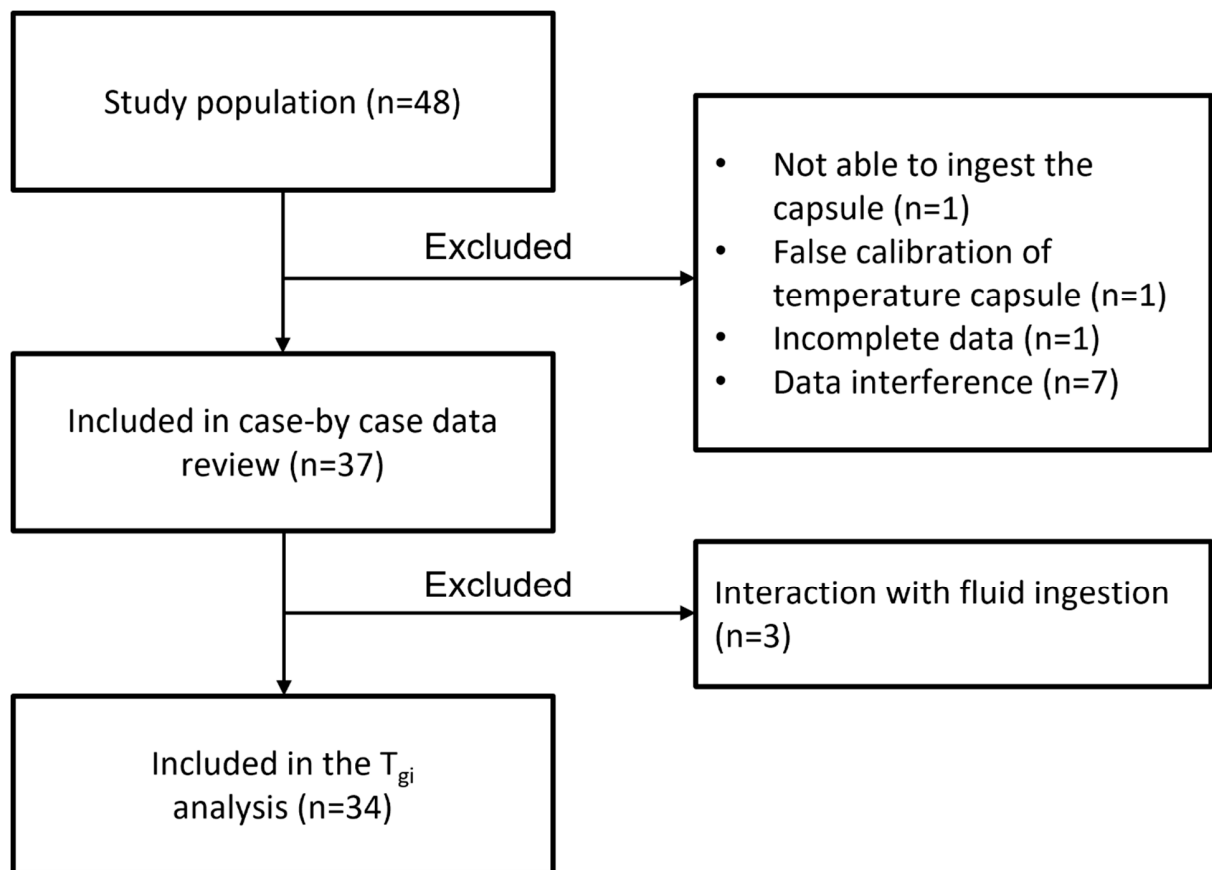 Study population (n=48)
Excluded
• Not able to ingest the
capsule (n=1)
• False calibration of
temperature capsule (n=1)
• Incomplete data (n=1)
• Data interference (n=7)
Included in case-by case data
review (n=37)
Excluded
Interaction with fluid ingestion
(n=3)
Included in the Tgi
analysis (n=34)